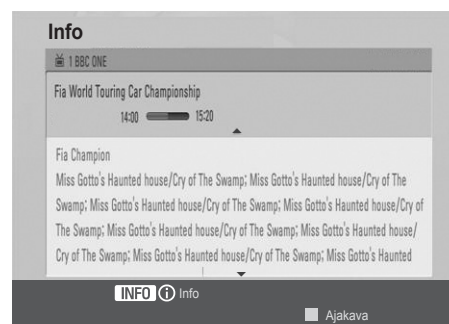 Info
1 BBC ONE
Fia World Touring Car Championship
14:00 15:20
Fia Champion
Miss Gotto's Haunted house/Cry of The Swamp; Miss Gotto's Haunted house/Cry of The
Swamp; Miss Gotto's Haunted house/Cry of The Swamp; Miss Gotto's Haunted house/Cry of
The Swamp; Miss Gotto's Haunted house/Cry of The Swamp; Miss Gotto's Haunted house/
Cry of The Swamp; Miss Gotto's Haunted house/Cry of The Swamp; Miss Gotto's Haunted
INFO i Info
Ajakava